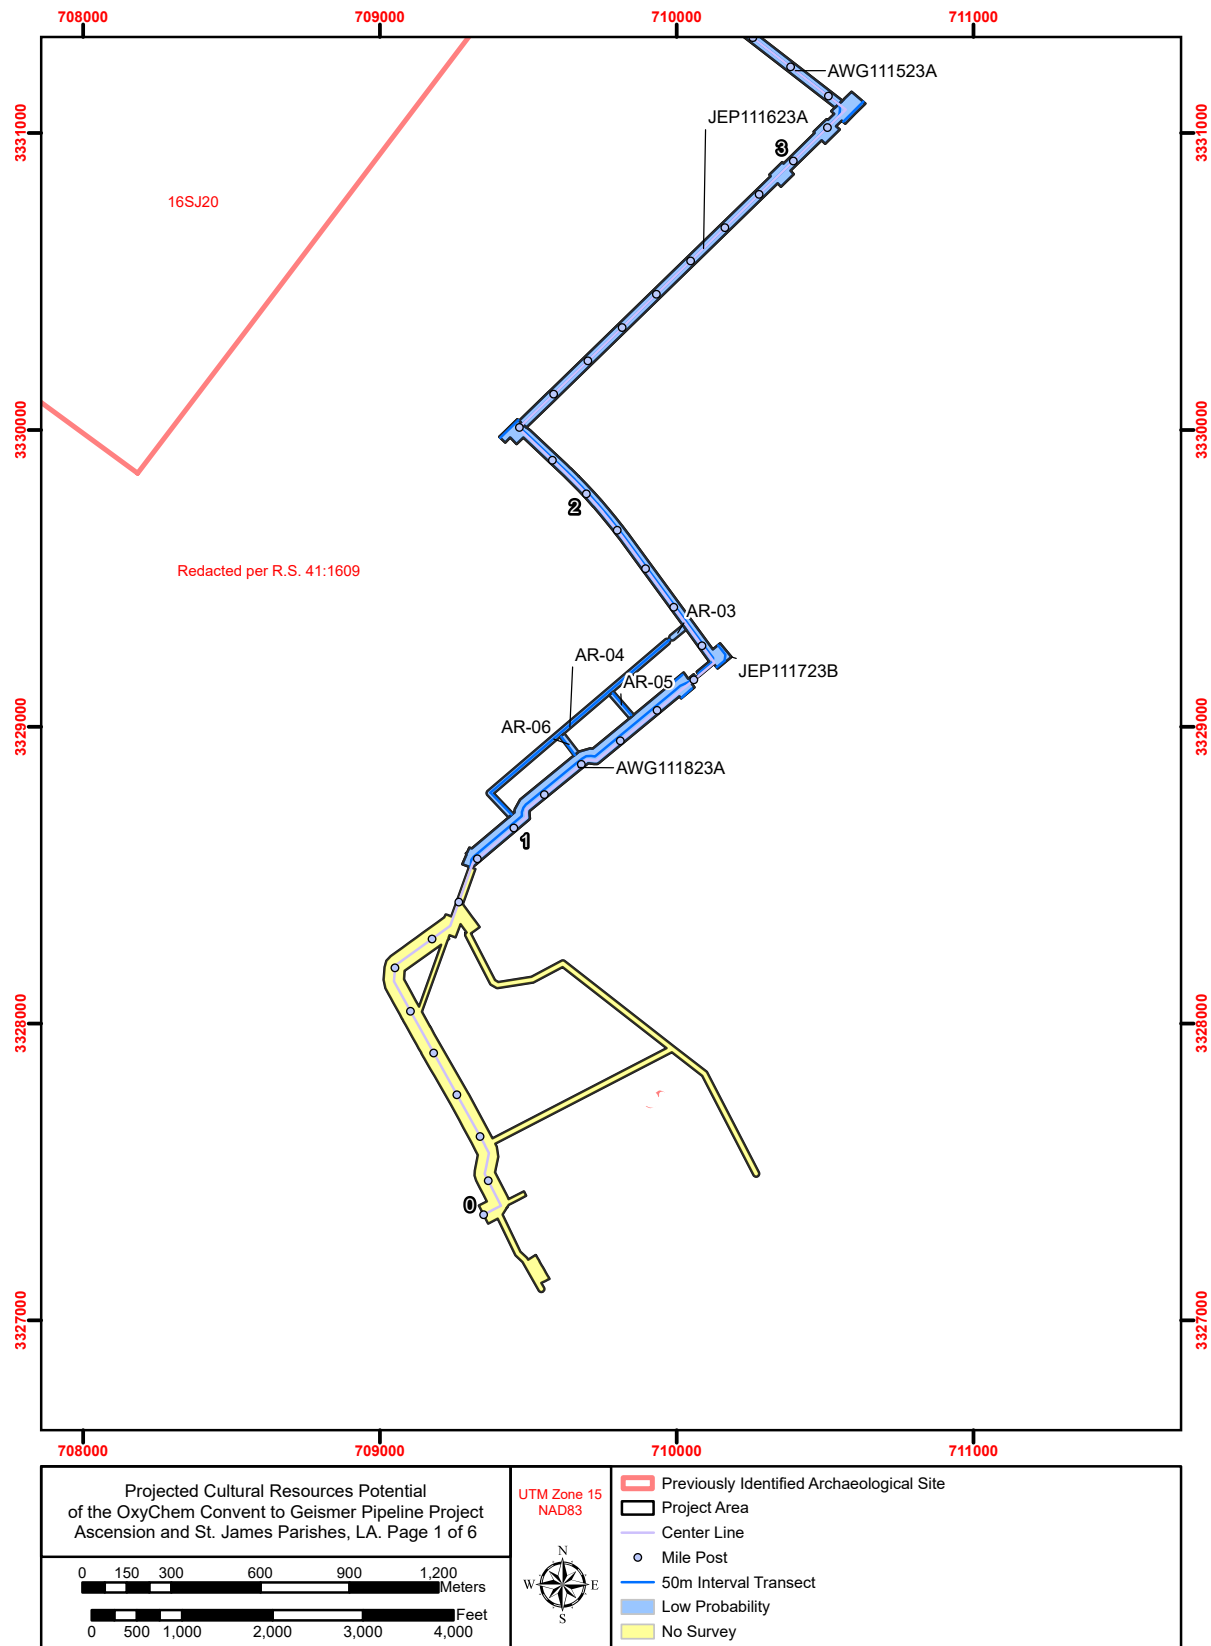 708000
709000
710000
711000
AWG111523A
JEP111623A
3331000
3331000
3
16SJ20
3330000
3330000
2
Redacted per R.S. 41:1609
AR-03
AR-04
JEP111723B
AR-05
AR-06
3329000
3329000
AWG111823A
1
3328000
3328000
0
3327000
3327000
708000
709000
710000
711000
Projected Cultural Resources Potential
of the OxyChem Convent to Geismer Pipeline Project
Ascension and St. James Parishes, LA. Page 1 of 6
0 150 300 600 900 1,200
Meters
Feet
0 500 1,000 2,000 3,000 4,000
UTM Zone 15
NAD83
N
W E
S
Previously Identified Archaeological Site
Project Area
Center Line
Mile Post
50m Interval Transect
Low Probability
No Survey